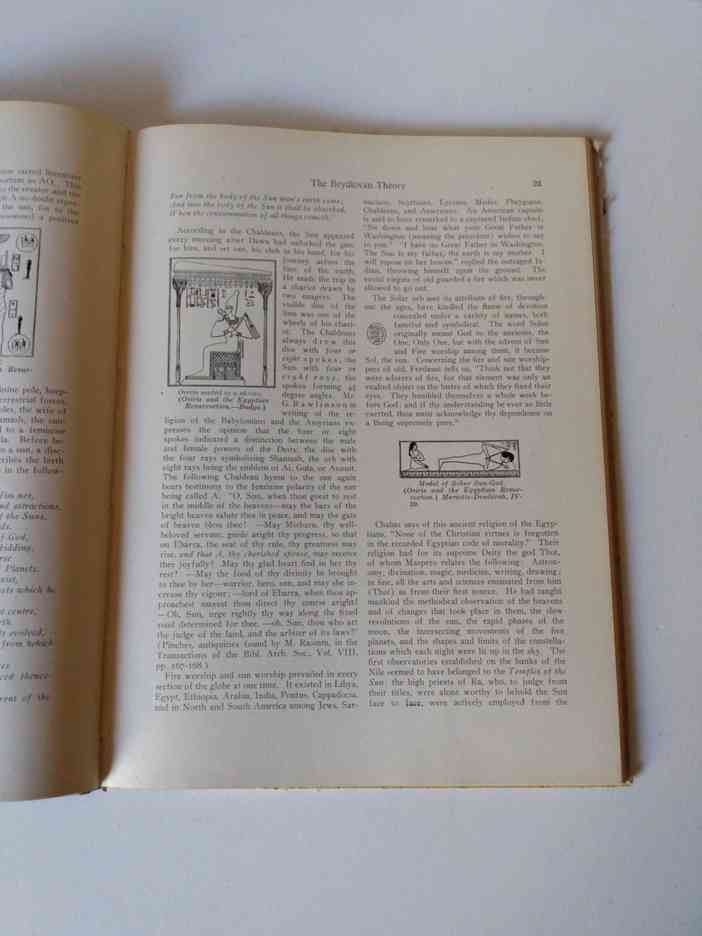 The Brydlovan Theory
For from the body of the Sun man's earth came,
And into the body of the Sun it shall be absorbed,
According to the Chaldeans, the Sun appeared
every morning after Dawn had unlocked the gate
for him, and set out, his club in his hand, for his
journey across the
face of the earth.
He made the trip in
a chariot drawn by
two onagers. The
visible disc of the
Sun was one of the
wheels of his chari-
ot. The Chaldeans
always drew this
disc with four or
eight spokes, the
Sun with four or
eight rays, the
spokes forming 45
degree angles. Mr.
G. Rawlinson in
writing of the re-
Osiris seated in a shrine.
(Osiris and the Egyptian
Resurrection.—Budge.)
ligion of the Babylonians and the Assyrians ex-
presses the opinion that the four or eight
spokes indicated a distinction between the male
and female powers of the Deity, the disc with
the four rays symbolising Shamash, the orb with
eight rays being the emblem of Ai, Gula, or Anunit.
The following Chaldean hymn to the sun again
bears testimony to the feminine polarity of the sun
being called A. "O, Sun, when thou goest to rest
in the middle of the heavens—may the bars of the
bright heaven salute thee in peace, and may the gate
of heaven bless thee! —May Misharu, thy well-
beloved servant, guide aright thy progress, so that
on Ebarra, the seat of thy rule, thy greatness may
rise, and that A, thy cherished spouse, may receive
thee joyfully! May thy glad heart find in her thy
rest! —May the food of thy divinity be brought
to thee by her—warrior, hero, sun, and may she in-
crease thy vigour; —lord of Ebarra, when thou ap-
proachest mayest thou direct thy course aright!
—Oh, Sun, urge rightly thy way along the fixed
road determined for thee, —oh, Sun, thou who art
the judge of the land, and the arbiter of its laws!"
(Pinches, antiquities found by M. Rassam, in the
Transactions of the Bibl. Arch. Soc., Vol. VIII,
pp. 167-168.)
Fire worship and sun worship prevailed in every
section of the globe at one time. It existed in Libya,
Egypt, Ethiopia, Arabia, India, Pontus, Cappadocia,
and in North and South America among Jews, Sar-
macians, Scythians, Lycians, Medes, Phrygians,
Chaldeans, and Americans. An American captain
is said to have remarked to a captured Indian chief,
"Sit down and hear what your Great Father in
Washington (meaning the president) wishes to say
to you." "I have no Great Father in Washington.
The Sun is my father, the earth is my mother. I
will repose on her bosom," replied the outraged In-
dian, throwing himself upon the ground. The
vestal virgins of old guarded a fire which was never
allowed to go out.
The Solar orb and its attribute of fire, through-
out the ages, have kindled the flame of devotion
concealed under a variety of names, both
fanciful and symbolical. The word Solus
originally meant God to the ancients, the
One, Only One, but with the advent of Sun
and Fire worship among them, it became
Sol, the sun. Concerning the fire and sun worship-
pers of old, Ferdousi tells us, "Think not that they
were adorers of fire, for that element was only an
exalted object on the lustre of which they fixed their
eyes. They humbled themselves a whole week be-
fore God; and if thy understanding be ever so little
exerted, thou must acknowledge thy dependence on
a Being supremely pure."
Model of Seker Sun-God.
(Osiris and the Egyptian Resur-
rection.) Mariette—Denderah, IV-
Chabas says of this ancient religion of the Egyp-
tians, "None of the Christian virtues is forgotten
in the recorded Egyptian code of morality." Their
religion had for its supreme Deity the god Thot,
of whom Maspero relates the following: Astron-
omy, divination, magic, medicine, writing, drawing;
in fine, all the arts and sciences emanated from him
(Thot) as from their first source. He had taught
mankind the methodical observation of the heavens
and of changes that took place in them, the slow
revolutions of the sun, the rapid phases of the
moon, the intersecting movements of the five
planets, and the shapes and limits of the constella-
tions which each night were lit up in the sky. The
first observatories established on the banks of the
Nile seemed to have belonged to the Temples of the
Sun; the high priests of Ra, who, to judge from
their titles, were alone worthy to behold the Sun
face to face, were actively employed from the